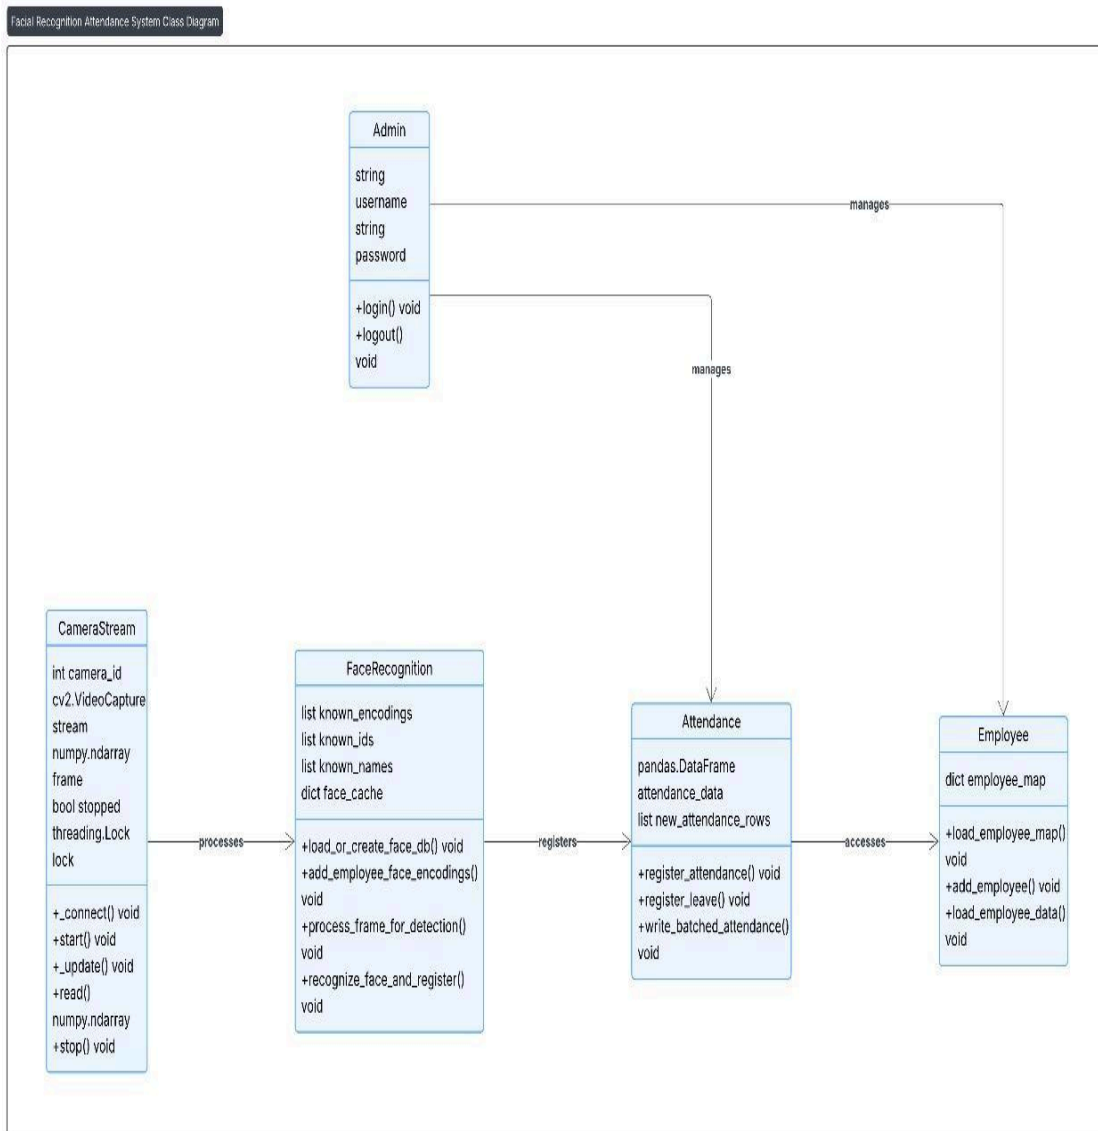 Facial Recognition Attendance System Class Diagram
Admin
string
username
string
password
+login() void
+logout()
void
manages
manages
CameraStream
int camera_id
cv2.VideoCapture
stream
numpy.ndarray
frame
bool stopped
threading.Lock
lock
+_connect() void
+start() void
+_update() void
+read()
numpy.ndarray
+stop() void
processes
FaceRecognition
list known_encodings
list known_ids
list known_names
dict face_cache
+load_or_create_face_db() void
+add_employee_face_encodings()
void
+process_frame_for_detection()
void
+recognize_face_and_register()
void
registers
Attendance
pandas.DataFrame
attendance_data
list new_attendance_rows
+register_attendance() void
+register_leave() void
+write_batched_attendance()
void
accesses
Employee
dict employee_map
+load_employee_map()
void
+add_employee() void
+load_employee_data()
void